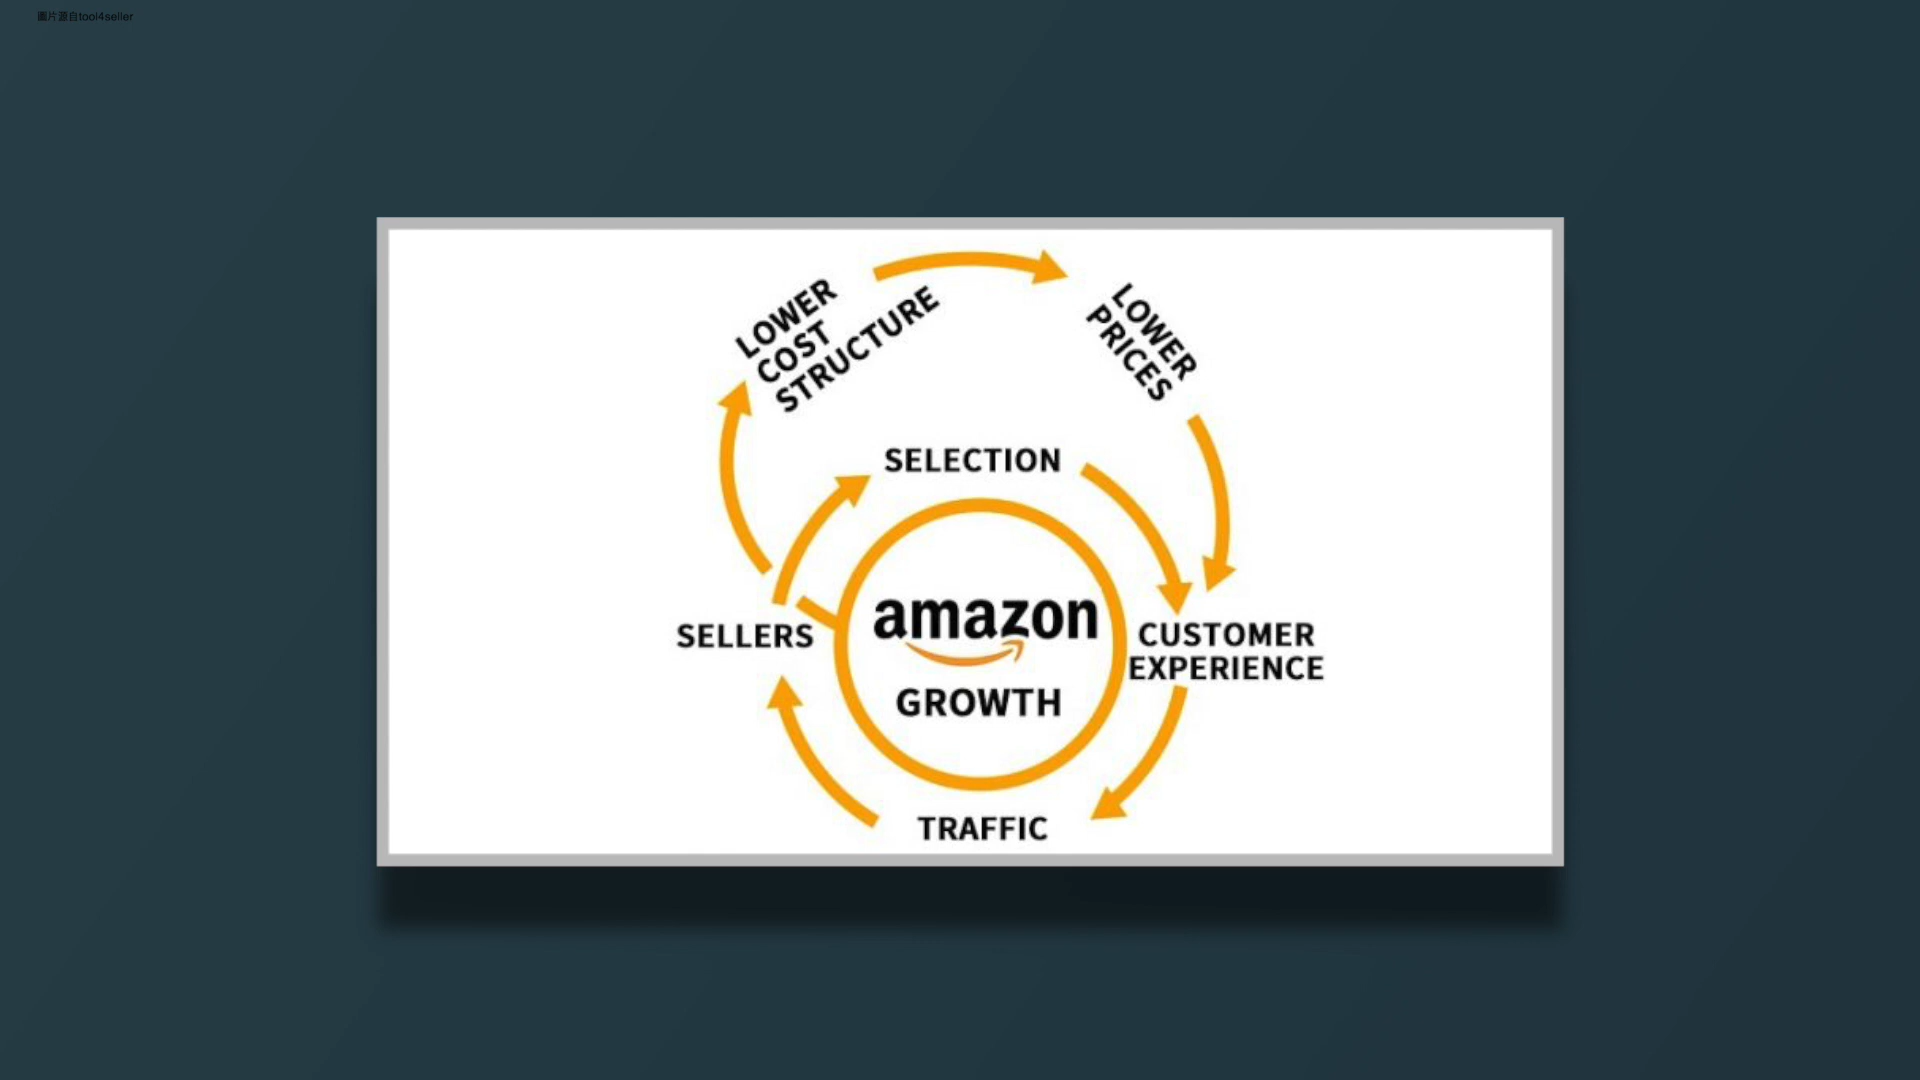 圖片源自tool4seller
LOWER
COST
STRUCTURE
LOWER
PRICES
SELECTION
SELLERS
amazon
GROWTH
CUSTOMER
EXPERIENCE
TRAFFIC